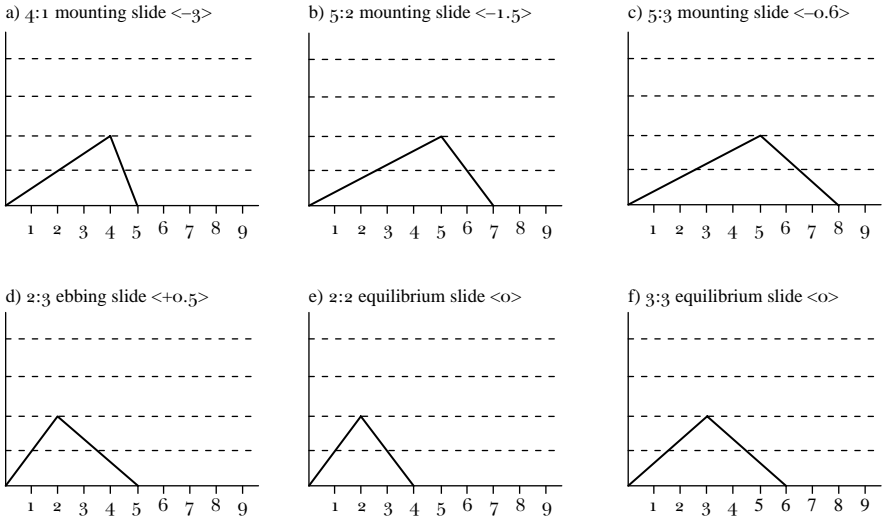 a) 4:1 mounting slide <–3>
b) 5:2 mounting slide <–1.5>
c) 5:3 mounting slide <–0.6>
1 2 3 4 5 6 7 8 9
1 2 3 4 5 6 7 8 9
1 2 3 4 5 6 7 8 9
d) 2:3 ebbing slide <+0.5>
e) 2:2 equilibrium slide <0>
f) 3:3 equilibrium slide <0>
1 2 3 4 5 6 7 8 9
1 2 3 4 5 6 7 8 9
1 2 3 4 5 6 7 8 9